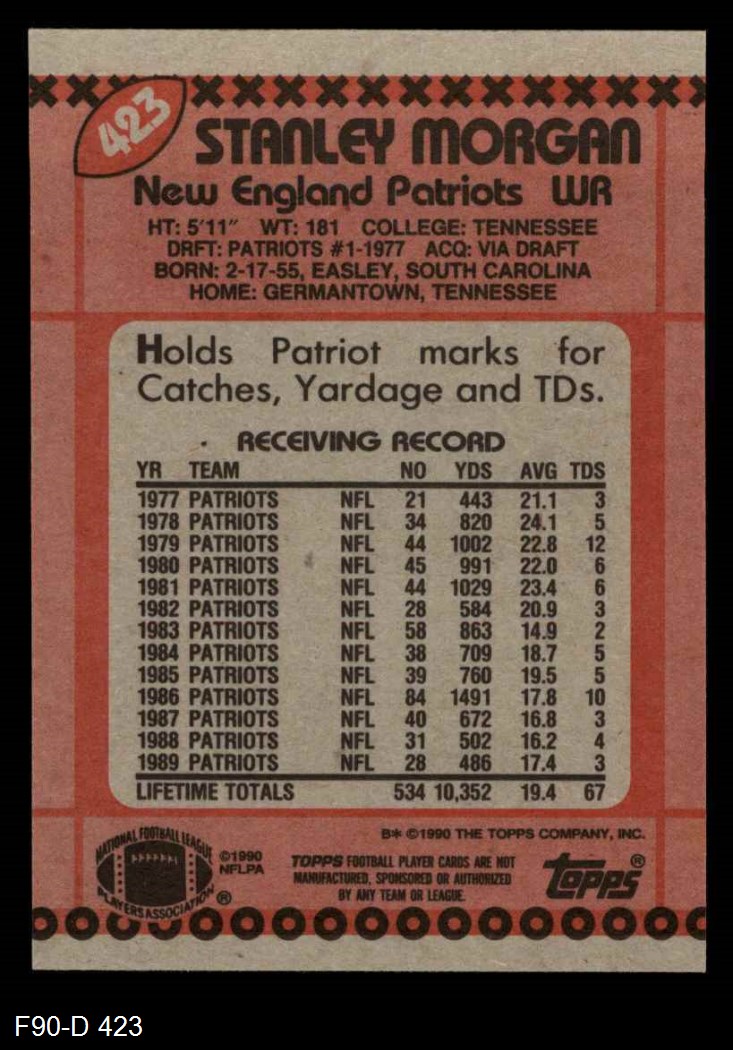 423
STANLEY MORGAN
New England Patriots WR
HT: 5'11" WT: 181 COLLEGE: TENNESSEE
DRFT: PATRIOTS #1-1977 ACQ: VIA DRAFT
BORN: 2-17-55, EASLEY, SOUTH CAROLINA
HOME: GERMANTOWN, TENNESSEE
Holds Patriot marks for
Catches, Yardage and TDs.
RECEIVING RECORD
YR TEAM NO YDS AVG TDS
1977 PATRIOTS NFL 21 443 21.1 3
1978 PATRIOTS NFL 34 820 24.1 5
1979 PATRIOTS NFL 44 1002 22.8 12
1980 PATRIOTS NFL 45 991 22.0 6
1981 PATRIOTS NFL 44 1029 23.4 6
1982 PATRIOTS NFL 28 584 20.9 3
1983 PATRIOTS NFL 58 863 14.9 2
1984 PATRIOTS NFL 38 709 18.7 5
1985 PATRIOTS NFL 39 760 19.5 5
1986 PATRIOTS NFL 84 1491 17.8 10
1987 PATRIOTS NFL 40 672 16.8 3
1988 PATRIOTS NFL 31 502 16.2 4
1989 PATRIOTS NFL 28 486 17.4 3
LIFETIME TOTALS 534 10,352 19.4 67
B* ©1990 THE TOPPS COMPANY, INC.
NATIONAL FOOTBALL LEAGUE
PLAYERS ASSOCIATION ®
©1990
NFLPA
TOPPS FOOTBALL PLAYER CARDS ARE NOT
MANUFACTURED, SPONSORED OR AUTHORIZED
BY ANY TEAM OR LEAGUE.
topps®
F90-D 423